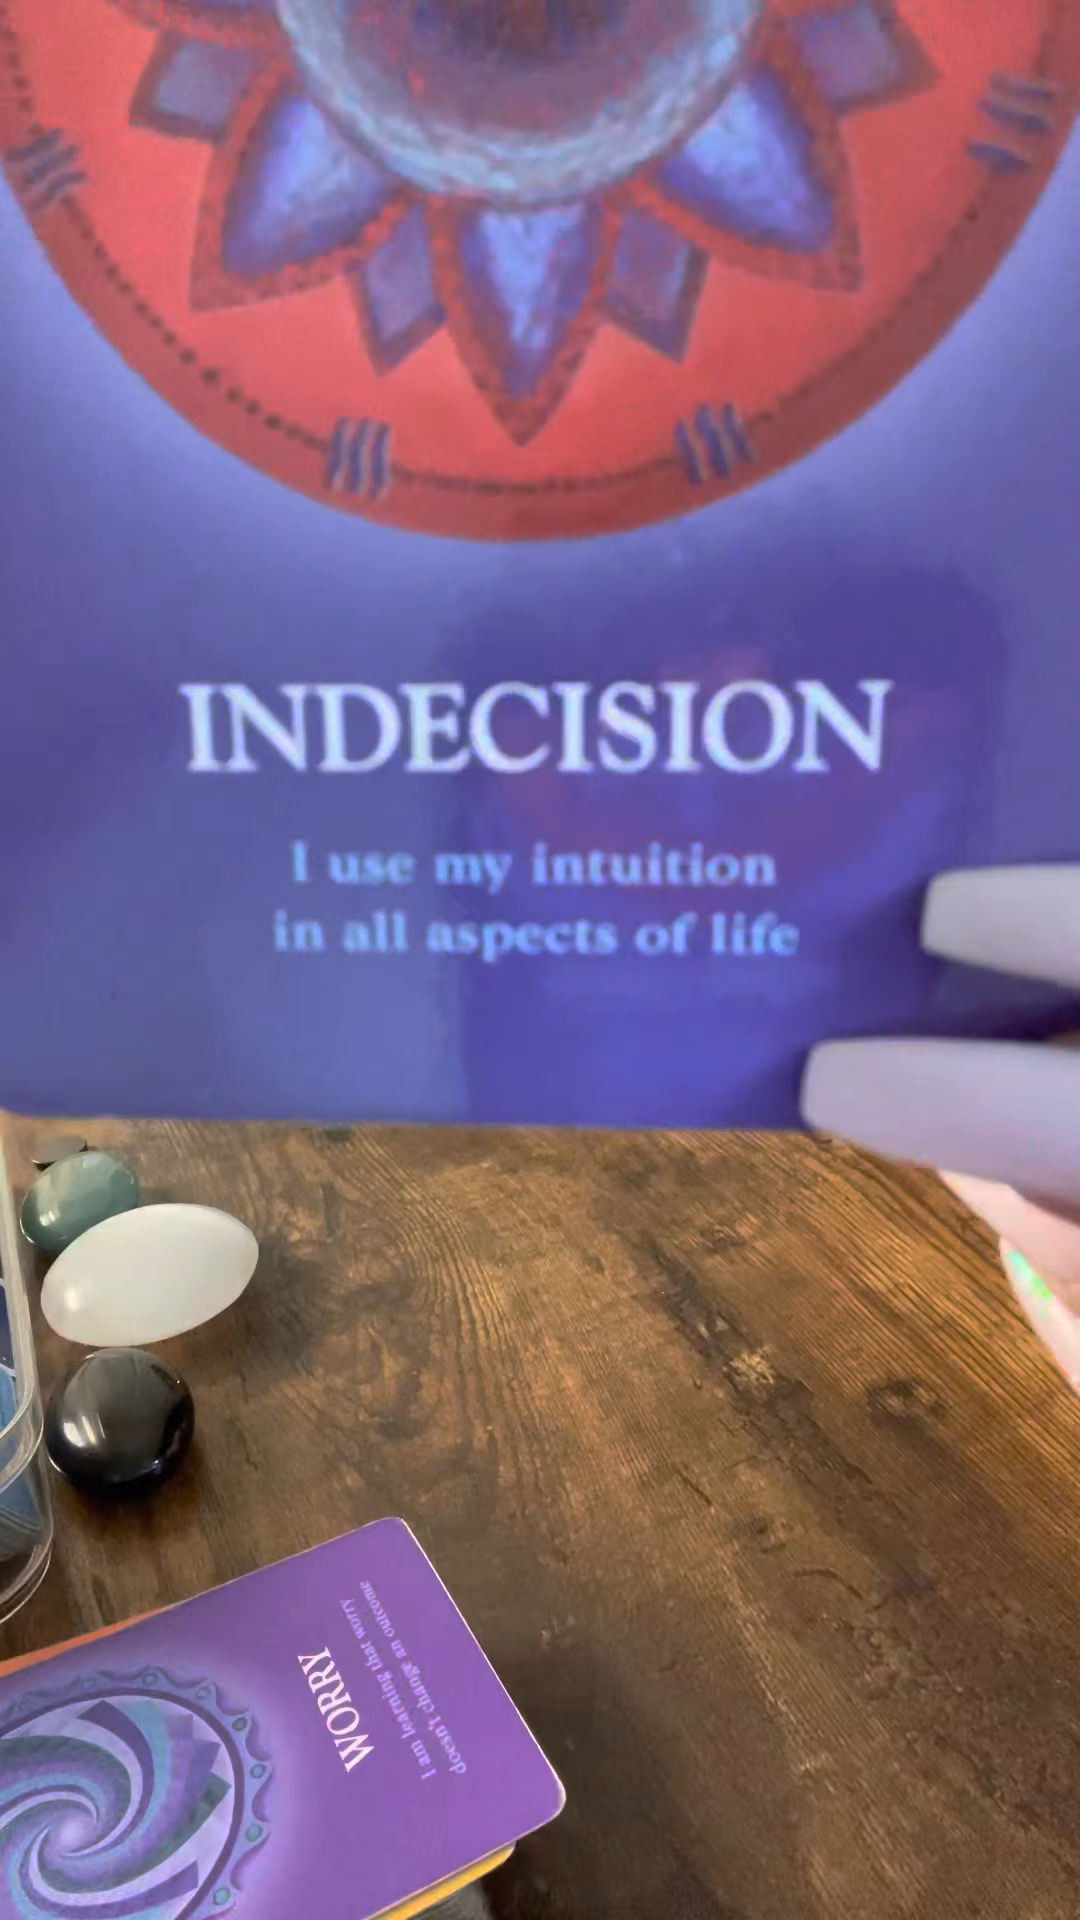 INDECISION
I use my intuition
in all aspects of life
WORRY
I am learning that worry
doesn't change an outcome